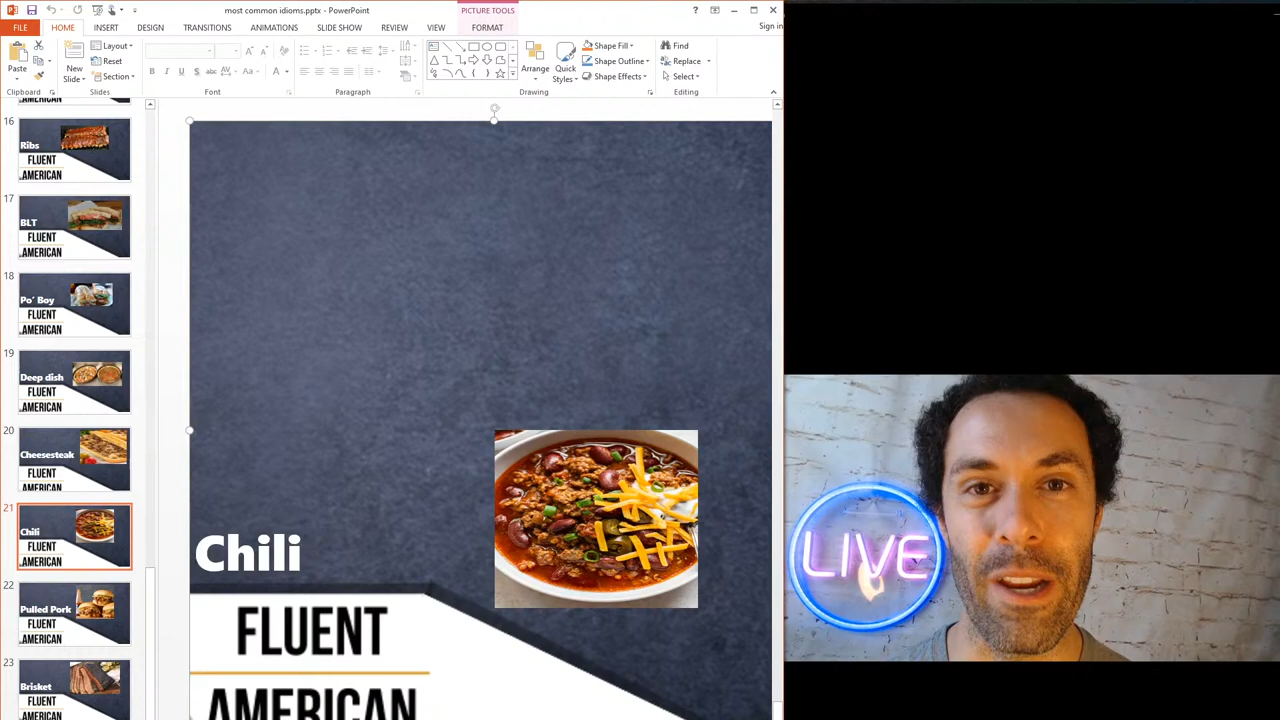 most common idioms.pptx - PowerPoint
PICTURE TOOLS
?
FILE
HOME
INSERT
DESIGN
TRANSITIONS
ANIMATIONS
SLIDE SHOW
REVIEW
VIEW
FORMAT
Sign in
Paste
New
Slide
Layout
Reset
Section
B I U S abc AV Aa A
Arrange
Quick
Styles
Shape Fill
Shape Outline
Shape Effects
Find
Replace
Select
Clipboard
Slides
Font
Paragraph
Drawing
Editing
16
Ribs
FLUENT
AMERICAN
17
BLT
FLUENT
AMERICAN
18
Po' Boy
FLUENT
AMERICAN
19
Deep dish
FLUENT
AMERICAN
20
Cheesesteak
FLUENT
AMERICAN
21
Chili
FLUENT
AMERICAN
22
Pulled Pork
FLUENT
AMERICAN
23
Brisket
FLUENT
AMERICAN
Chili
FLUENT
AMERICAN
LIVE